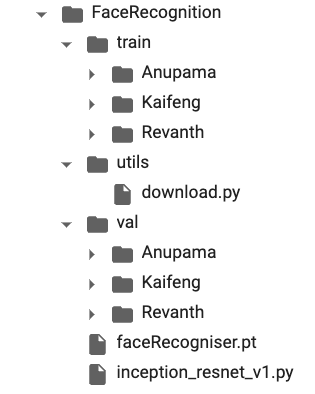 FaceRecognition
train
Anupama
Kaifeng
Revanth
utils
download.py
val
Anupama
Kaifeng
Revanth
faceRecogniser.pt
inception_resnet_v1.py